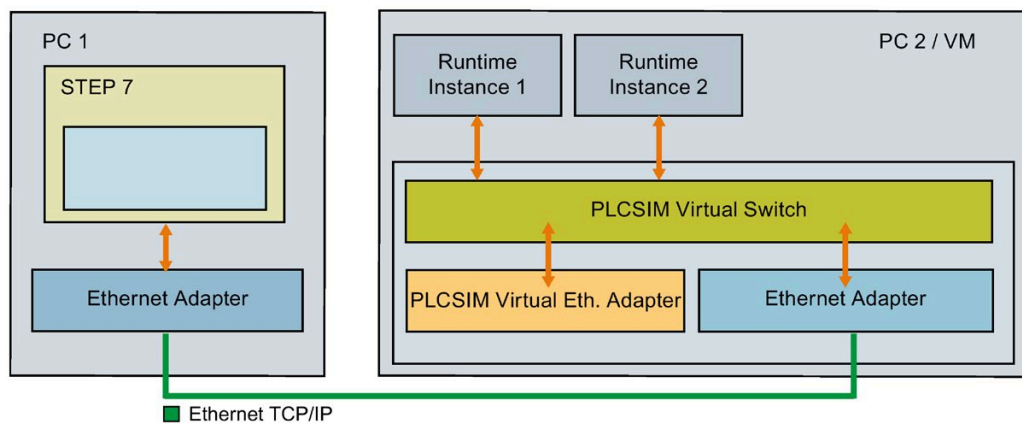 PC 1
STEP 7
Ethernet Adapter
PC 2 / VM
Runtime
Instance 1
Runtime
Instance 2
PLCSIM Virtual Switch
PLCSIM Virtual Eth. Adapter
Ethernet Adapter
Ethernet TCP/IP